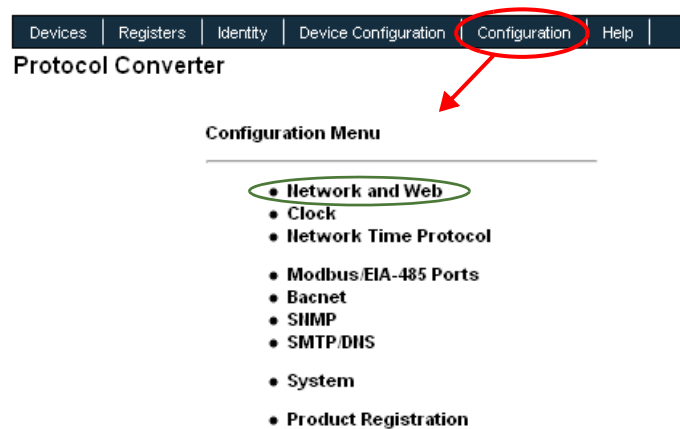 Devices | Registers | Identity | Device Configuration | Configuration | Help |
Protocol Converter
Configuration Menu
• Network and Web
• Clock
• Network Time Protocol
• Modbus/EIA-485 Ports
• Bacnet
• SNMP
• SMTP/DNS
• System
• Product Registration